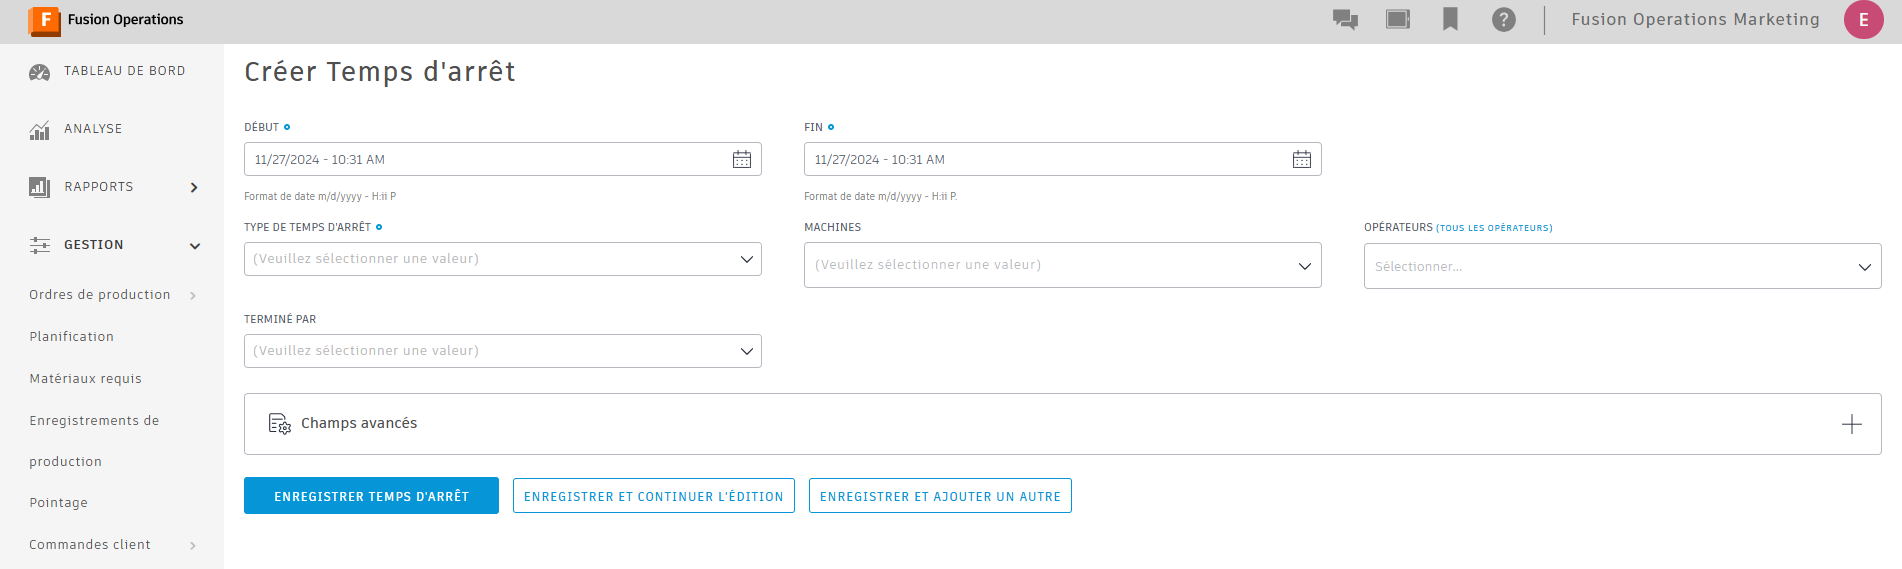 F Fusion Operations
? Fusion Operations Marketing E
TABLEAU DE BORD
ANALYSE
RAPPORTS
GESTION
Ordres de production
Planification
Matériaux requis
Enregistrements de
production
Pointage
Commandes client
Créer Temps d'arrêt
DÉBUT
FIN
11/27/2024 - 10:31 AM
11/27/2024 - 10:31 AM
Format de date m/d/yyyy - H:ii P
Format de date m/d/yyyy - H:ii P.
TYPE DE TEMPS D'ARRÊT
MACHINES
OPÉRATEURS (TOUS LES OPÉRATEURS)
(Veuillez sélectionner une valeur)
(Veuillez sélectionner une valeur)
Sélectionner...
TERMINÉ PAR
(Veuillez sélectionner une valeur)
Champs avancés
ENREGISTRER TEMPS D'ARRÊT
ENREGISTRER ET CONTINUER L'ÉDITION
ENREGISTRER ET AJOUTER UN AUTRE